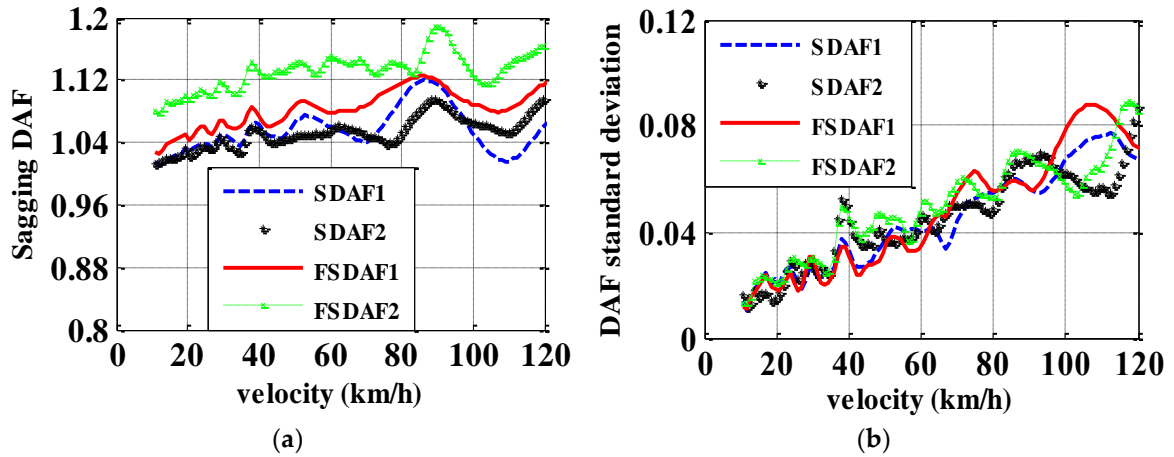 Sagging DAF
1.2
1.12
1.04
0.96
0.88
0.8
0 20 40 60 80 100 120
velocity (km/h)
SDAF1
SDAF2
FSDAF1
FSDAF2
(a)
DAF standard deviation
0.12
0.08
0.04
0
0 20 40 60 80 100 120
velocity (km/h)
SDAF1
SDAF2
FSDAF1
FSDAF2
(b)